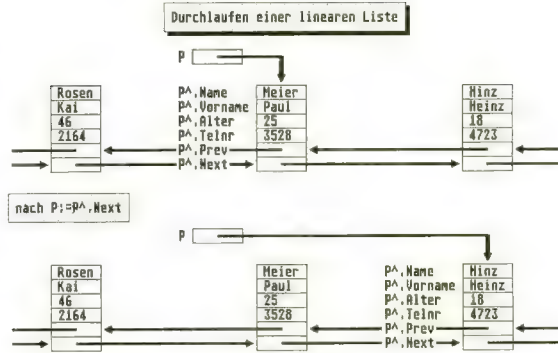 Durchlaufen einer linearen Liste
P
Rosen P^.Name Meier Hinz
Kai P^.Vorname Paul Heinz
46 P^.Alter 25 18
2164 P^.Telnr 3528 4723
P^.Prev
P^.Next
nach P:=P^.Next
P
Rosen Meier P^.Name Hinz
Kai Paul P^.Vorname Heinz
46 25 P^.Alter 18
2164 3528 P^.Telnr 4723
P^.Prev
P^.Next